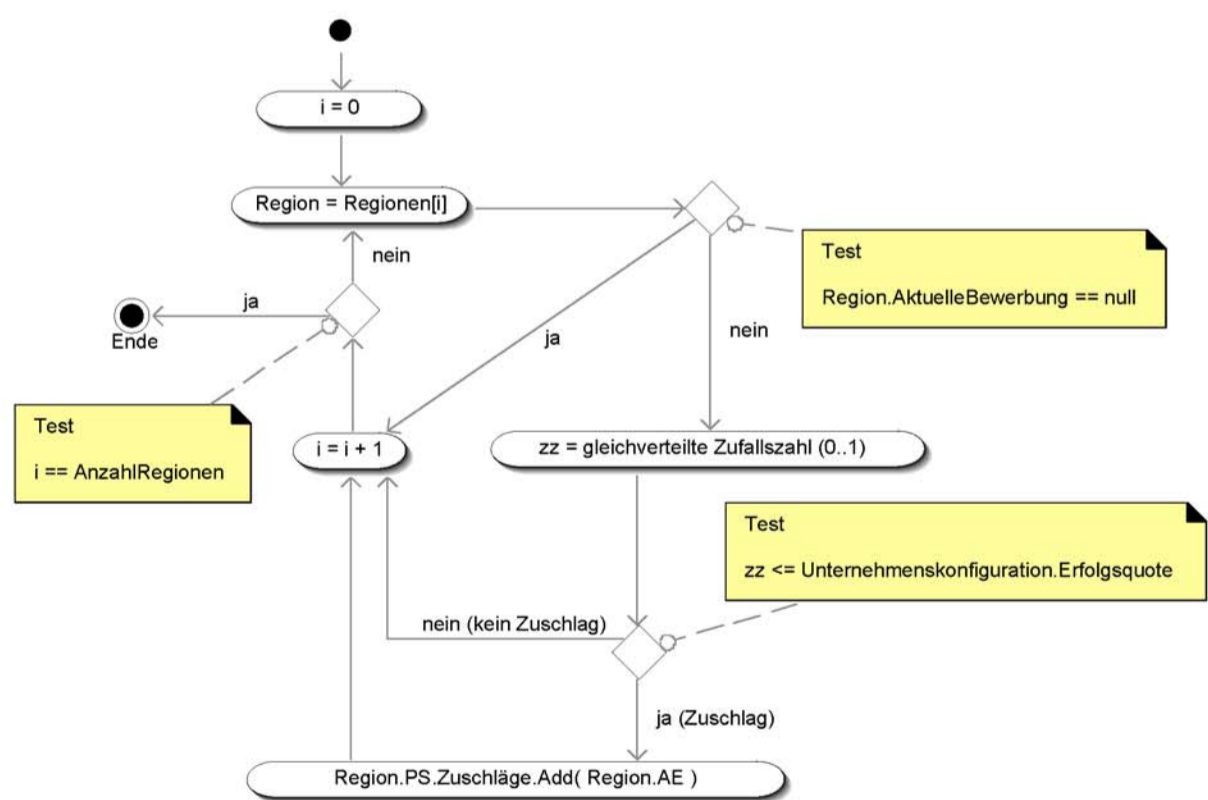 i = 0
Region = Regionen[i]
nein
Test
Region.AktuelleBewerbung == null
ja
Ende
ja
nein
Test
i == AnzahlRegionen
i = i + 1
zz = gleichverteilte Zufallszahl (0..1)
Test
zz <= Unternehmenskonfiguration.Erfolgsquote
nein (kein Zuschlag)
ja (Zuschlag)
Region.PS.Zuschläge.Add( Region.AE )